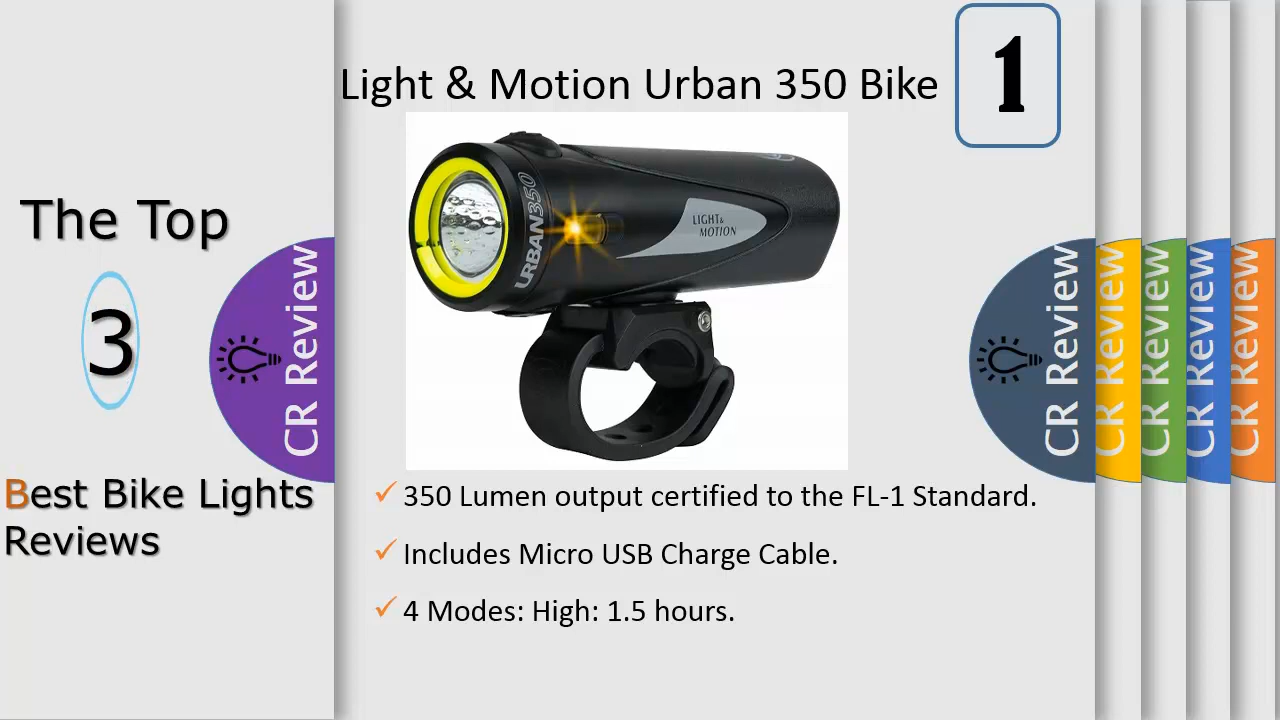 The Top
3
Best Bike Lights
Reviews
CR Review
Light & Motion Urban 350 Bike
1
URBAN350
LIGHT&
MOTION
350 Lumen output certified to the FL-1 Standard.
Includes Micro USB Charge Cable.
4 Modes: High: 1.5 hours.
CR Review
CR Review
CR Review
CR Review
CR Review